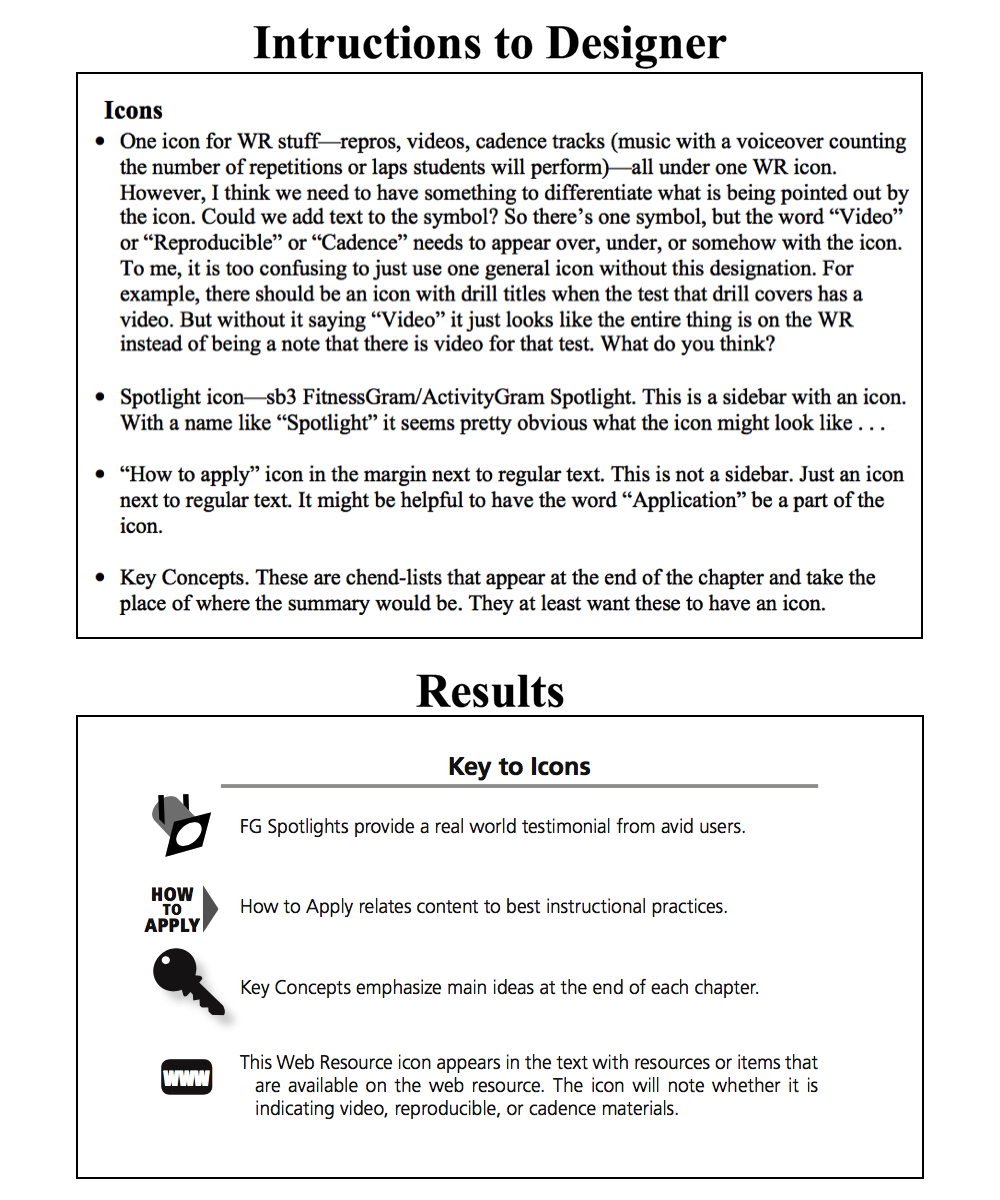 Intructions to Designer
Icons
• One icon for WR stuff—repros, videos, cadence tracks (music with a voiceover counting
the number of repetitions or laps students will perform)—all under one WR icon.
However, I think we need to have something to differentiate what is being pointed out by
the icon. Could we add text to the symbol? So there’s one symbol, but the word “Video”
or “Reproducible” or “Cadence” needs to appear over, under, or somehow with the icon.
To me, it is too confusing to just use one general icon without this designation. For
example, there should be an icon with drill titles when the test that drill covers has a
video. But without it saying “Video” it just looks like the entire thing is on the WR
instead of being a note that there is video for that test. What do you think?
• Spotlight icon—sb3 FitnessGram/ActivityGram Spotlight. This is a sidebar with an icon.
With a name like “Spotlight” it seems pretty obvious what the icon might look like . . .
• “How to apply” icon in the margin next to regular text. This is not a sidebar. Just an icon
next to regular text. It might be helpful to have the word “Application” be a part of the
icon.
• Key Concepts. These are chend-lists that appear at the end of the chapter and take the
place of where the summary would be. They at least want these to have an icon.
Results
Key to Icons
FG Spotlights provide a real world testimonial from avid users.
HOW
TO
APPLY
How to Apply relates content to best instructional practices.
Key Concepts emphasize main ideas at the end of each chapter.
WWW
This Web Resource icon appears in the text with resources or items that
are available on the web resource. The icon will note whether it is
indicating video, reproducible, or cadence materials.